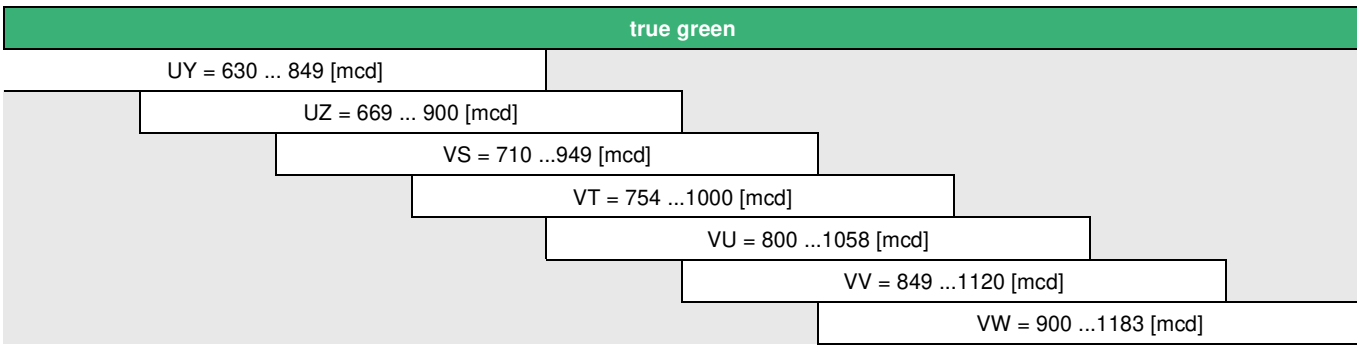 true green
UY = 630 ... 849 [mcd]
UZ = 669 ... 900 [mcd]
VS = 710 ...949 [mcd]
VT = 754 ...1000 [mcd]
VU = 800 ...1058 [mcd]
VV = 849 ...1120 [mcd]
VW = 900 ...1183 [mcd]